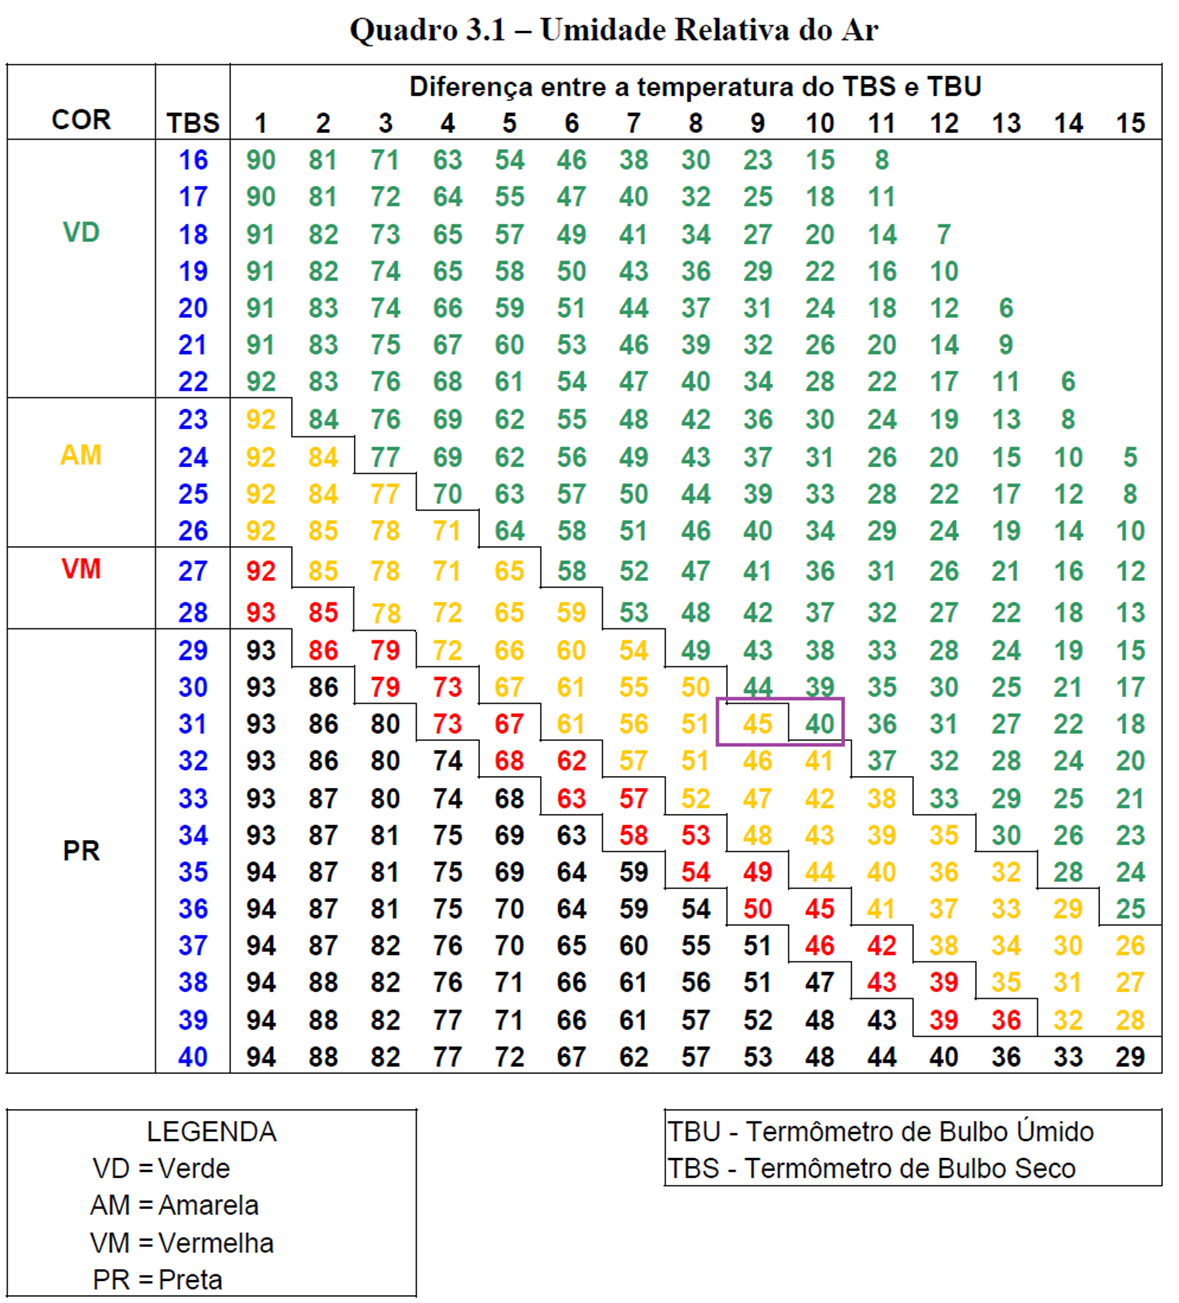 Quadro 3.1 – Umidade Relativa do Ar
Diferença entre a temperatura do TBS e TBU
COR TBS 1 2 3 4 5 6 7 8 9 10 11 12 13 14 15
16 90 81 71 63 54 46 38 30 23 15 8
17 90 81 72 64 55 47 40 32 25 18 11
VD 18 91 82 73 65 57 49 41 34 27 20 14 7
19 91 82 74 65 58 50 43 36 29 22 16 10
20 91 83 74 66 59 51 44 37 31 24 18 12 6
21 91 83 75 67 60 53 46 39 32 26 20 14 9
22 92 83 76 68 61 54 47 40 34 28 22 17 11 6
23 92 84 76 69 62 55 48 42 36 30 24 19 13 8
AM 24 92 84 77 69 62 56 49 43 37 31 26 20 15 10 5
25 92 84 77 70 63 57 50 44 39 33 28 22 17 12 8
26 92 85 78 71 64 58 51 46 40 34 29 24 19 14 10
VM 27 92 85 78 71 65 58 52 47 41 36 31 26 21 16 12
28 93 85 78 72 65 59 53 48 42 37 32 27 22 18 13
29 93 86 79 72 66 60 54 49 43 38 33 28 24 19 15
30 93 86 79 73 67 61 55 50 44 39 35 30 25 21 17
31 93 86 80 73 67 61 56 51 45 40 36 31 27 22 18
32 93 86 80 74 68 62 57 51 46 41 37 32 28 24 20
33 93 87 80 74 68 63 57 52 47 42 38 33 29 25 21
PR 34 93 87 81 75 69 63 58 53 48 43 39 35 30 26 23
35 94 87 81 75 69 64 59 54 49 44 40 36 32 28 24
36 94 87 81 75 70 64 59 54 50 45 41 37 33 29 25
37 94 87 82 76 70 65 60 55 51 46 42 38 34 30 26
38 94 88 82 76 71 66 61 56 51 47 43 39 35 31 27
39 94 88 82 77 71 66 61 57 52 48 43 39 36 32 28
40 94 88 82 77 72 67 62 57 53 48 44 40 36 33 29
LEGENDA
VD = Verde
AM = Amarela
VM = Vermelha
PR = Preta
TBU - Termômetro de Bulbo Úmido
TBS - Termômetro de Bulbo Seco